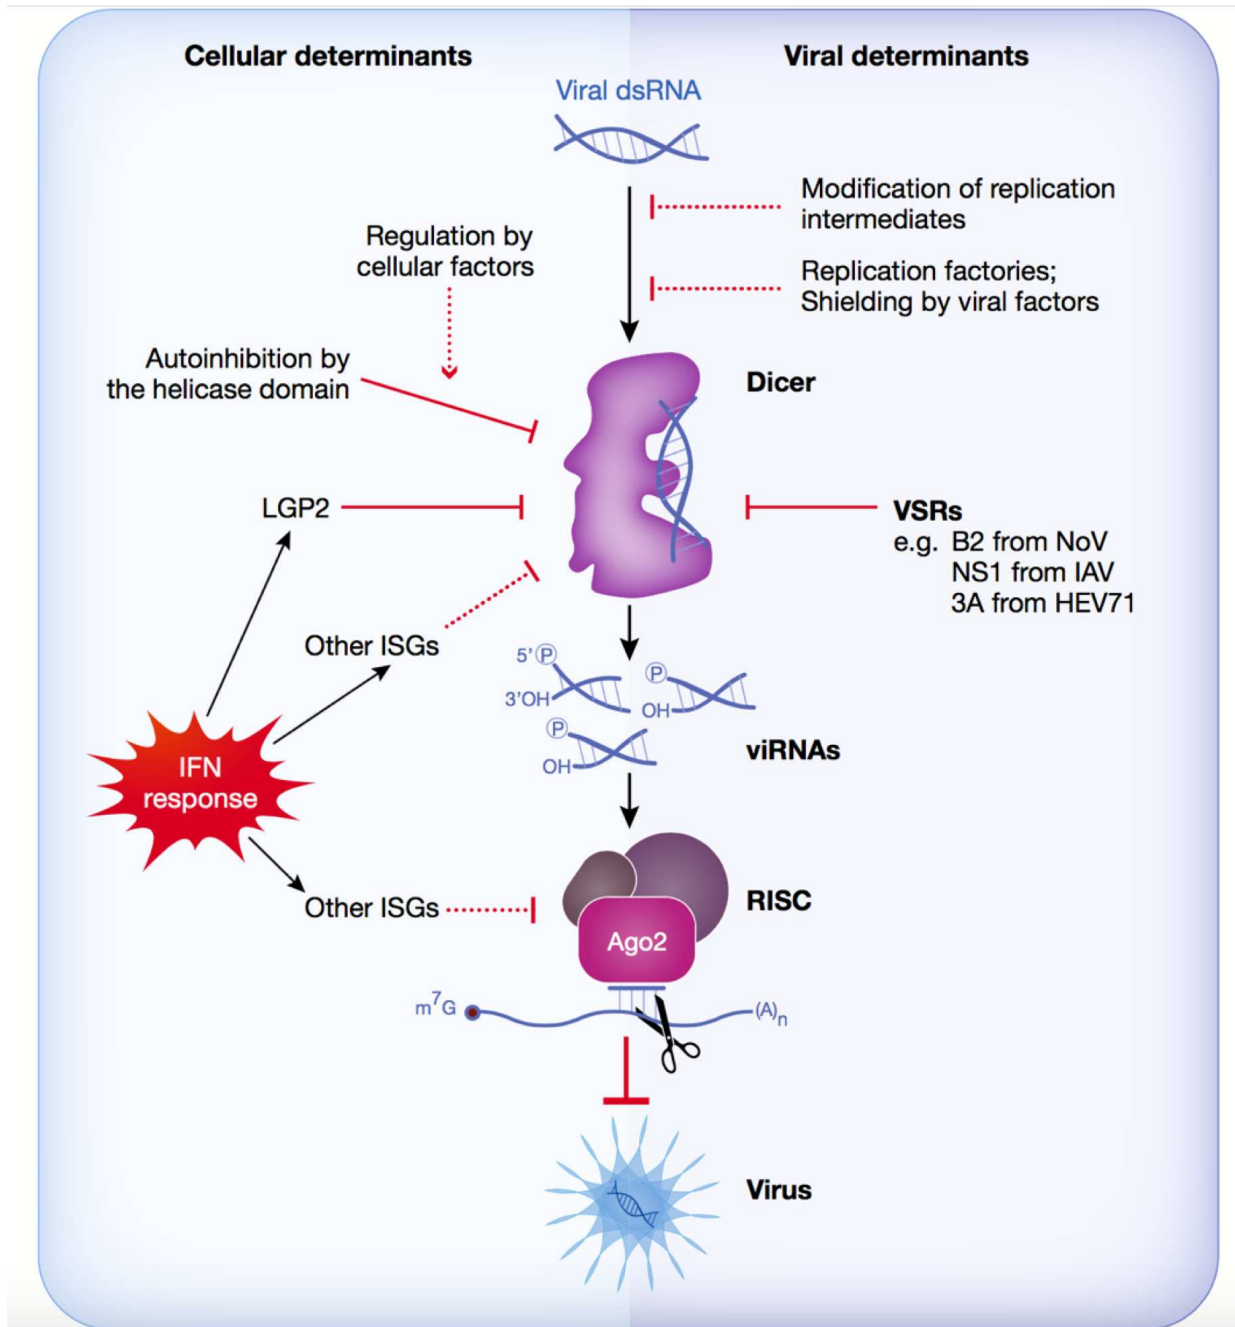 Cellular determinants
Viral determinants
Viral dsRNA
Modification of replication
intermediates
Regulation by
cellular factors
Replication factories;
Shielding by viral factors
Autoinhibition by
the helicase domain
Dicer
LGP2
VSRs
e.g. B2 from NoV
NS1 from IAV
3A from HEV71
Other ISGs
5’ P
3’OH
P
OH
P
OH
viRNAs
IFN
response
Other ISGs
RISC
Ago2
m⁷G
(A)ₙ
Virus